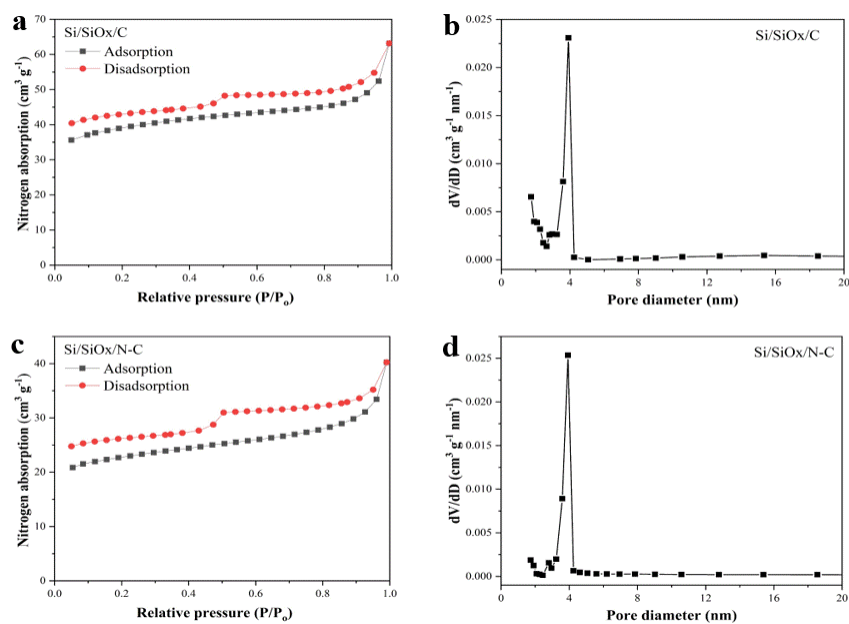 a
Si/SiOx/C
Adsorption
Disadsorption
Nitrogen absorption (cm³ g⁻¹)
70
60
50
40
30
20
10
0
0.0 0.2 0.4 0.6 0.8 1.0
Relative pressure (P/Pₒ)
b
Si/SiOx/C
dV/dD (cm³ g⁻¹ nm⁻¹)
0.025
0.020
0.015
0.010
0.005
0.000
0 4 8 12 16 20
Pore diameter (nm)
c
Si/SiOx/N-C
Adsorption
Disadsorption
Nitrogen absorption (cm³ g⁻¹)
40
30
20
10
0
0.0 0.2 0.4 0.6 0.8 1.0
Relative pressure (P/Pₒ)
d
Si/SiOx/N-C
dV/dD (cm³ g⁻¹ nm⁻¹)
0.025
0.020
0.015
0.010
0.005
0.000
0 4 8 12 16 20
Pore diameter (nm)